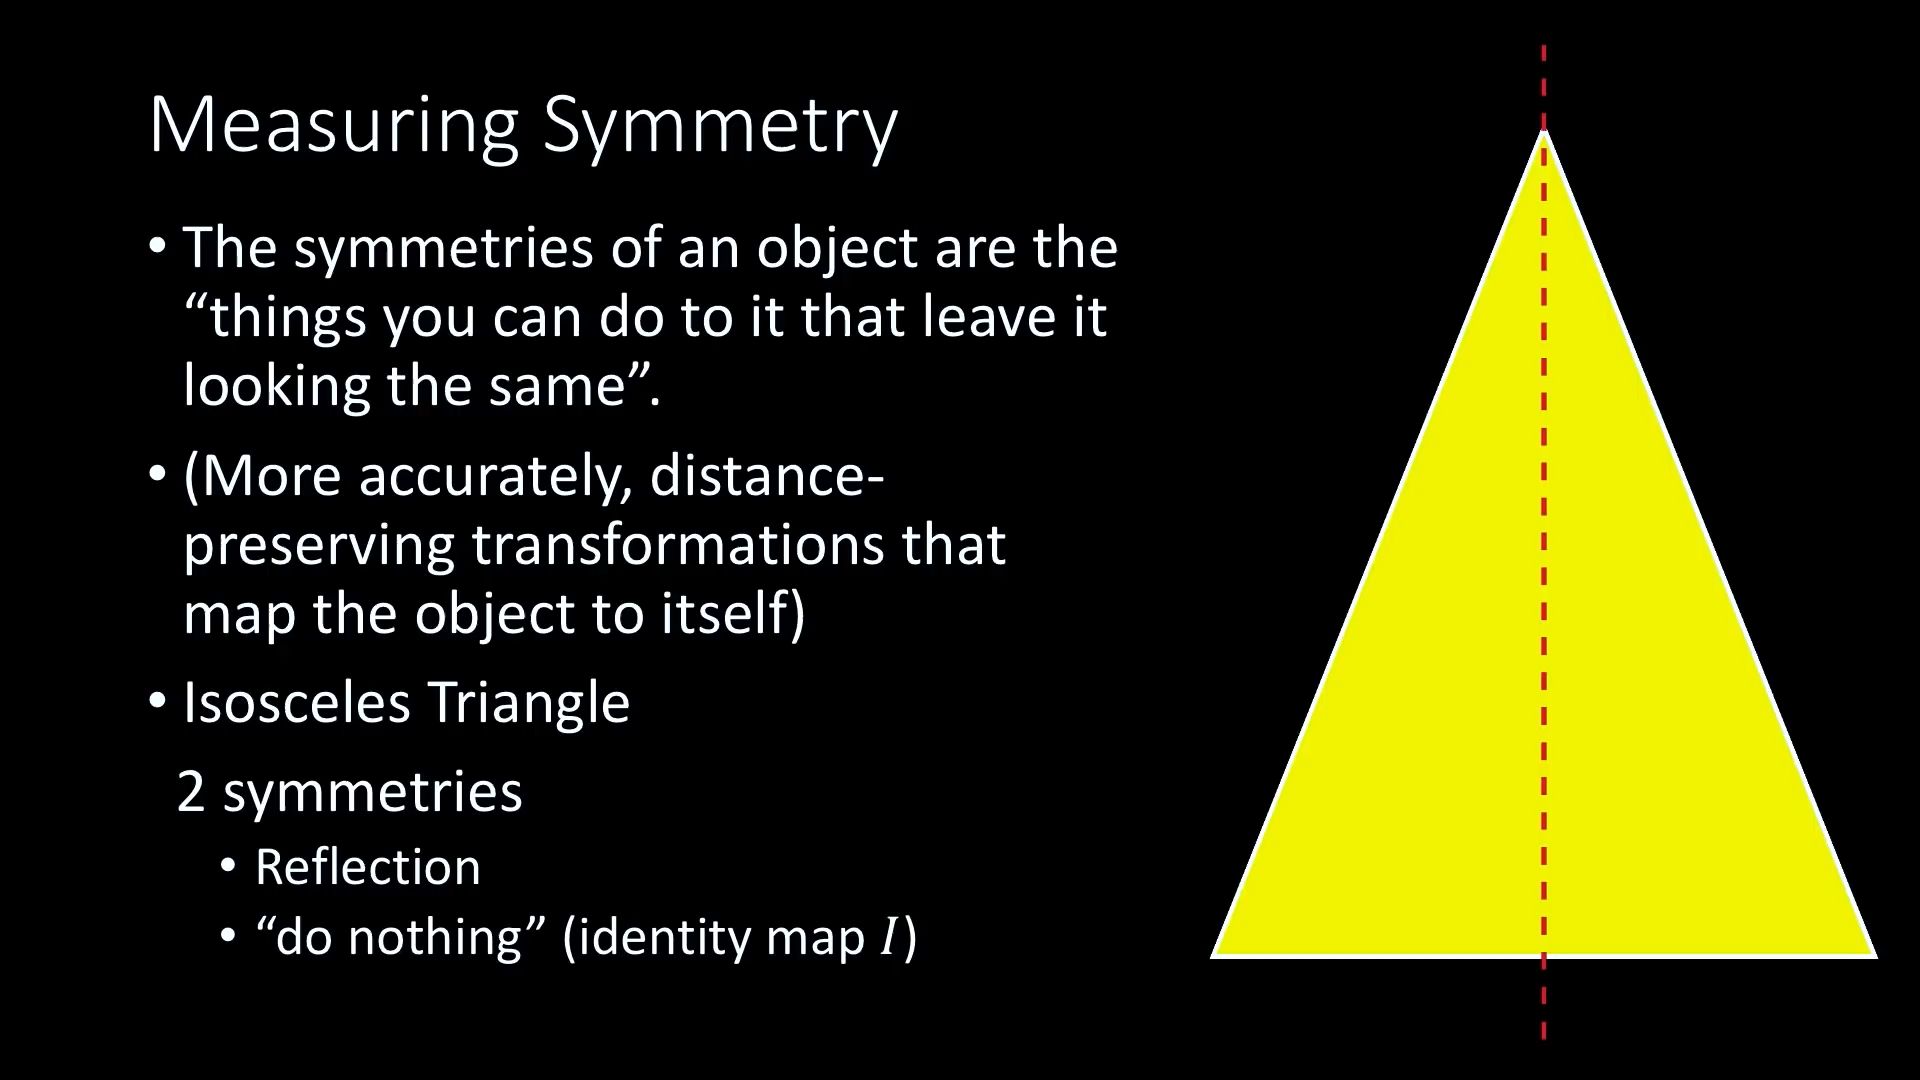 Measuring Symmetry
• The symmetries of an object are the
“things you can do to it that leave it
looking the same”.
• (More accurately, distance-
preserving transformations that
map the object to itself)
• Isosceles Triangle
2 symmetries
• Reflection
• “do nothing” (identity map I)